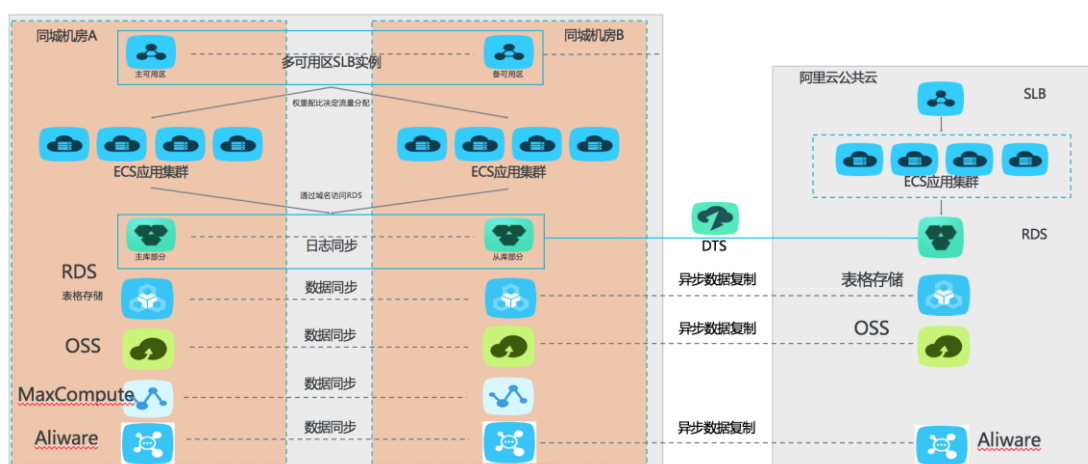 同城机房A
同城机房B
主可用区
多可用区SLB实例
备可用区
阿里云公共云
SLB
权重配比决定流量分配
ECS应用集群
ECS应用集群
ECS应用集群
通过域名访问RDS
主库部分
日志同步
从库部分
DTS
RDS
RDS
表格存储
数据同步
异步数据复制
表格存储
OSS
数据同步
异步数据复制
OSS
MaxCompute
数据同步
Aliware
数据同步
异步数据复制
Aliware